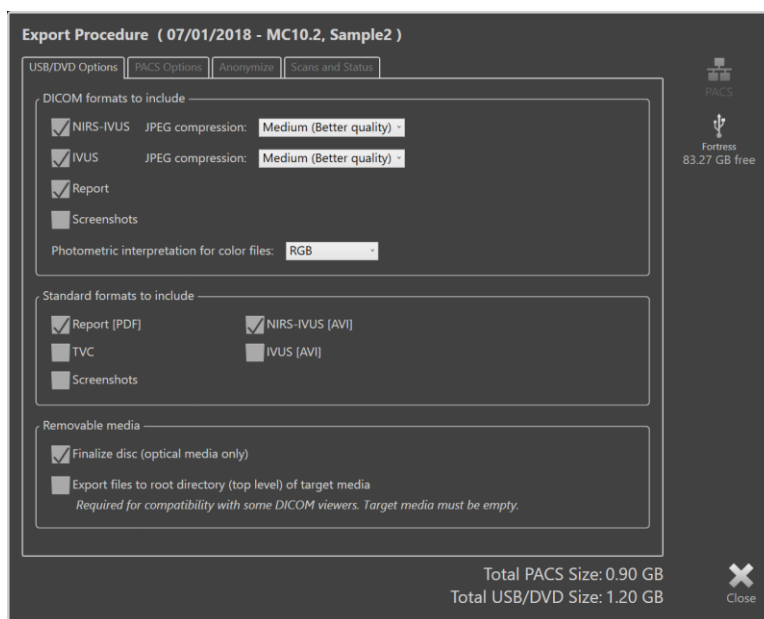 Export Procedure ( 07/01/2018 - MC10.2, Sample2 )
USB/DVD Options PACS Options Anonymize Scans and Status
PACS
Fortress
83.27 GB free
DICOM formats to include
NIRS-IVUS JPEG compression: Medium (Better quality)
IVUS JPEG compression: Medium (Better quality)
Report
Screenshots
Photometric interpretation for color files: RGB
Standard formats to include
Report [PDF] NIRS-IVUS [AVI]
TVC IVUS [AVI]
Screenshots
Removable media
Finalize disc (optical media only)
Export files to root directory (top level) of target media
Required for compatibility with some DICOM viewers. Target media must be empty.
Total PACS Size: 0.90 GB
Total USB/DVD Size: 1.20 GB
Close